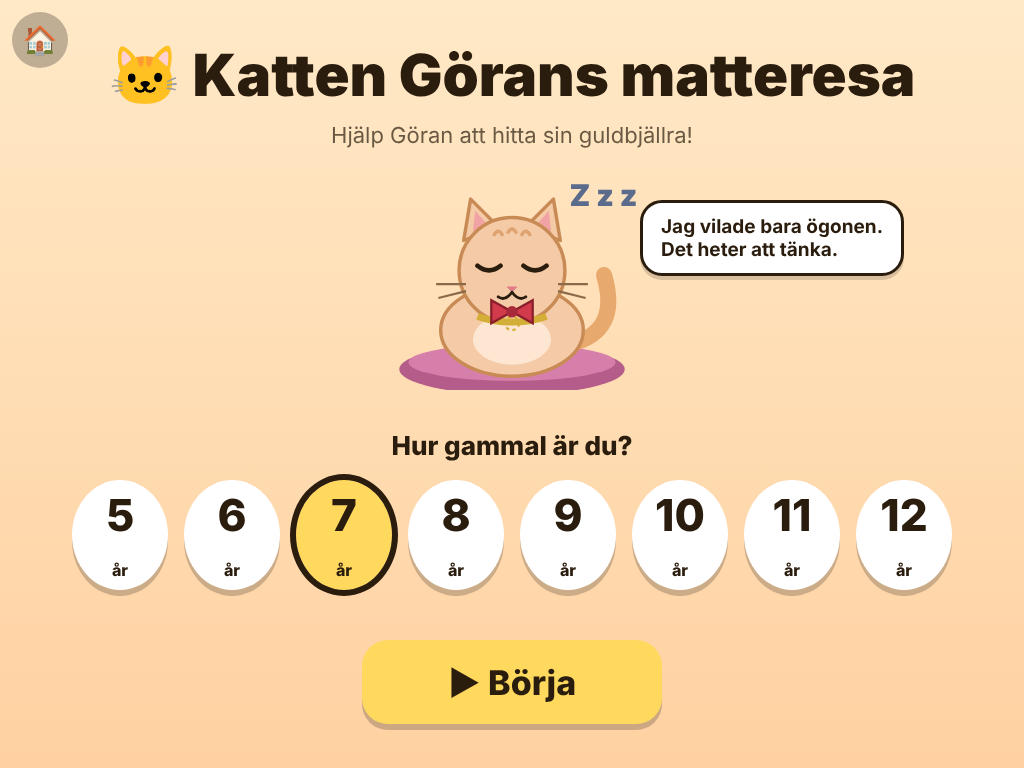 Katten Görans matteresa
Hjälp Göran att hitta sin guldbjällra!
Z z z
Jag vilade bara ögonen.
Det heter att tänka.
Hur gammal är du?
5 6 7 8 9 10 11 12
år år år år år år år år
▶ Börja